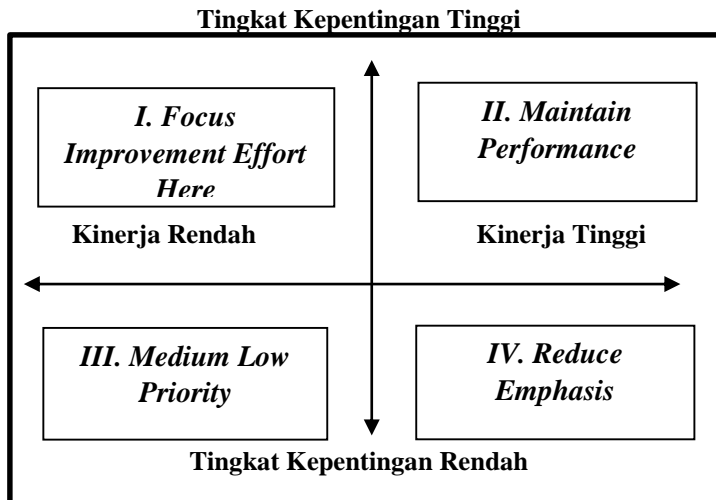 Tingkat Kepentingan Tinggi
I. Focus
Improvement Effort
Here
II. Maintain
Performance
Kinerja Rendah
Kinerja Tinggi
III. Medium Low
Priority
IV. Reduce
Emphasis
Tingkat Kepentingan Rendah